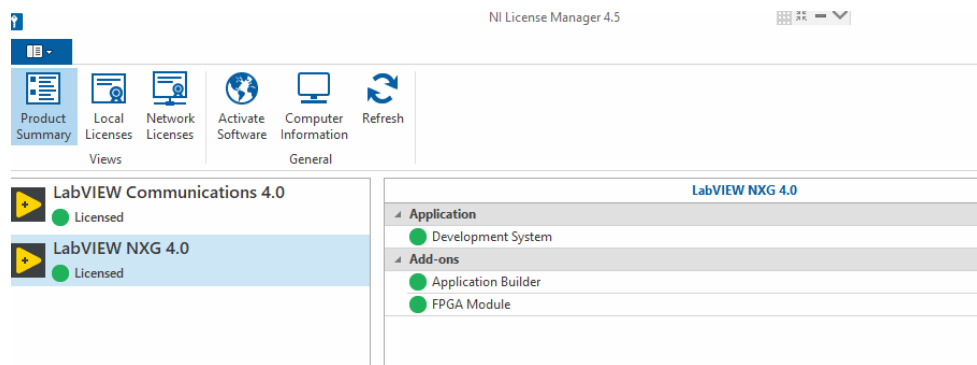 NI License Manager 4.5
Product Summary
Local Licenses
Network Licenses
Activate Software
Computer Information
Refresh
Views
General
LabVIEW Communications 4.0
Licensed
LabVIEW NXG 4.0
Licensed
LabVIEW NXG 4.0
Application
Development System
Add-ons
Application Builder
FPGA Module